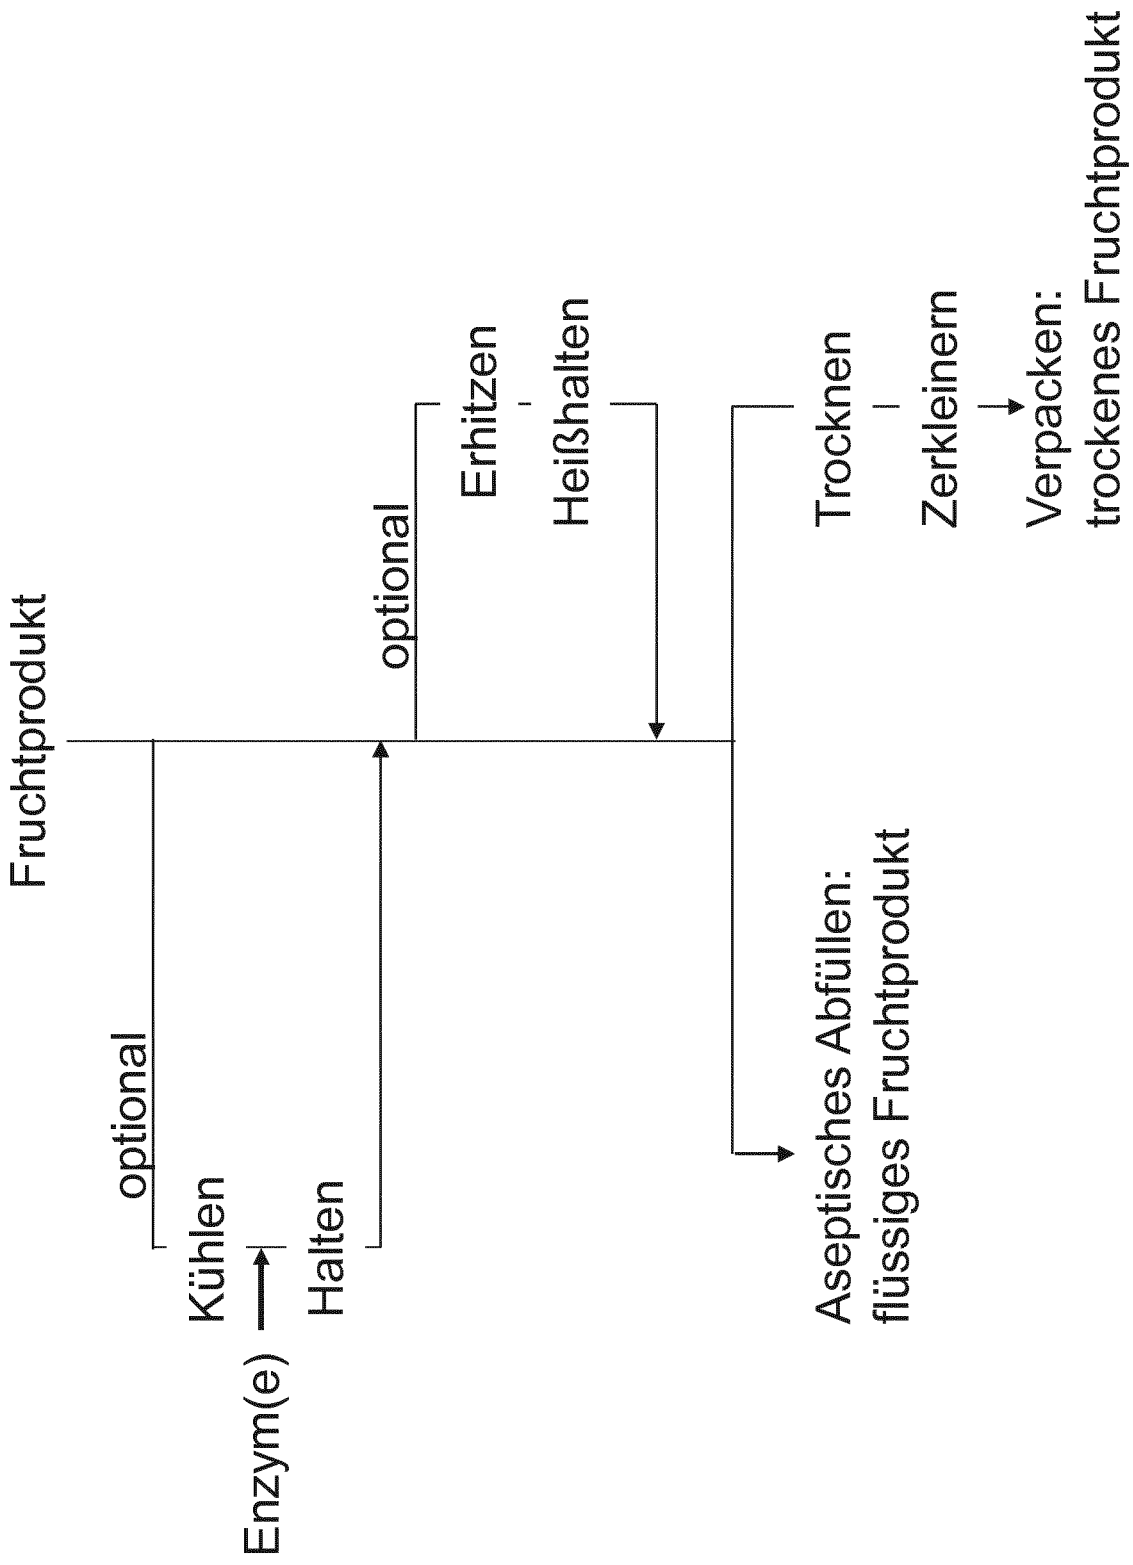 Fruchtprodukt
optional
Kühlen
Enzym(e)
Halten
optional
Erhitzen
Heißhalten
Aseptisches Abfüllen:
flüssiges Fruchtprodukt
Trocknen
Zerkleinern
Verpacken:
trockenes Fruchtprodukt